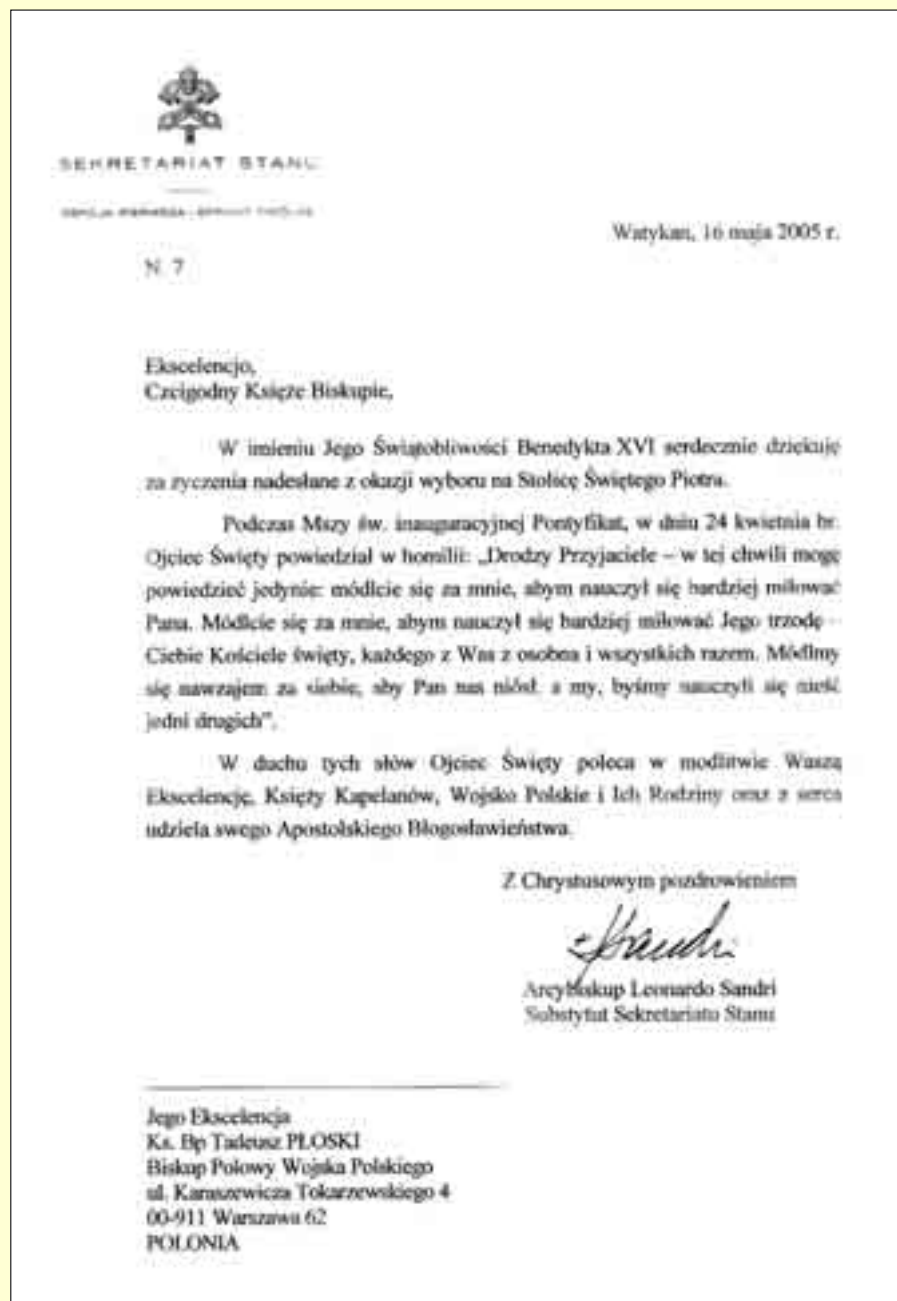 SEKRETARIAT STANU
Watykan, 16 maja 2005 r.
N. 7
Ekscelencjo,
Czcigodny Księże Biskupie,
W imieniu Jego Świątobliwości Benedykta XVI serdecznie dziękuję
za życzenia nadesłane z okazji wyboru na Stolicę Świętego Piotra.
Podczas Mszy św. inauguracyjnej Pontyfikat, w dniu 24 kwietnia br.
Ojciec Święty powiedział w homilii: „Drodzy Przyjaciele – w tej chwili mogę
powiedzieć jedynie: módlcie się za mnie, abym nauczył się bardziej miłować
Pana. Módlcie się za mnie, abym nauczył się bardziej miłować Jego trzodę –
Ciebie Kościele święty, każdego z Was z osobna i wszystkich razem. Módlmy
się nawzajem za siebie, aby Pan nas niósł, a my, byśmy nauczyli się nieść
jedni drugich”.
W duchu tych słów Ojciec Święty poleca w modlitwie Waszą
Ekscelencję, Księży Kapelanów, Wojsko Polskie i Ich Rodziny oraz z serca
udziela swego Apostolskiego Błogosławieństwa.
Z Chrystusowym pozdrowieniem
Arcybiskup Leonardo Sandri
Substytut Sekretariatu Stanu
Jego Ekscelencja
Ks. Bp Tadeusz PŁOSKI
Biskup Polowy Wojska Polskiego
ul. Karaszewicza Tokarzewskiego 4
00-911 Warszawa 62
POLONIA